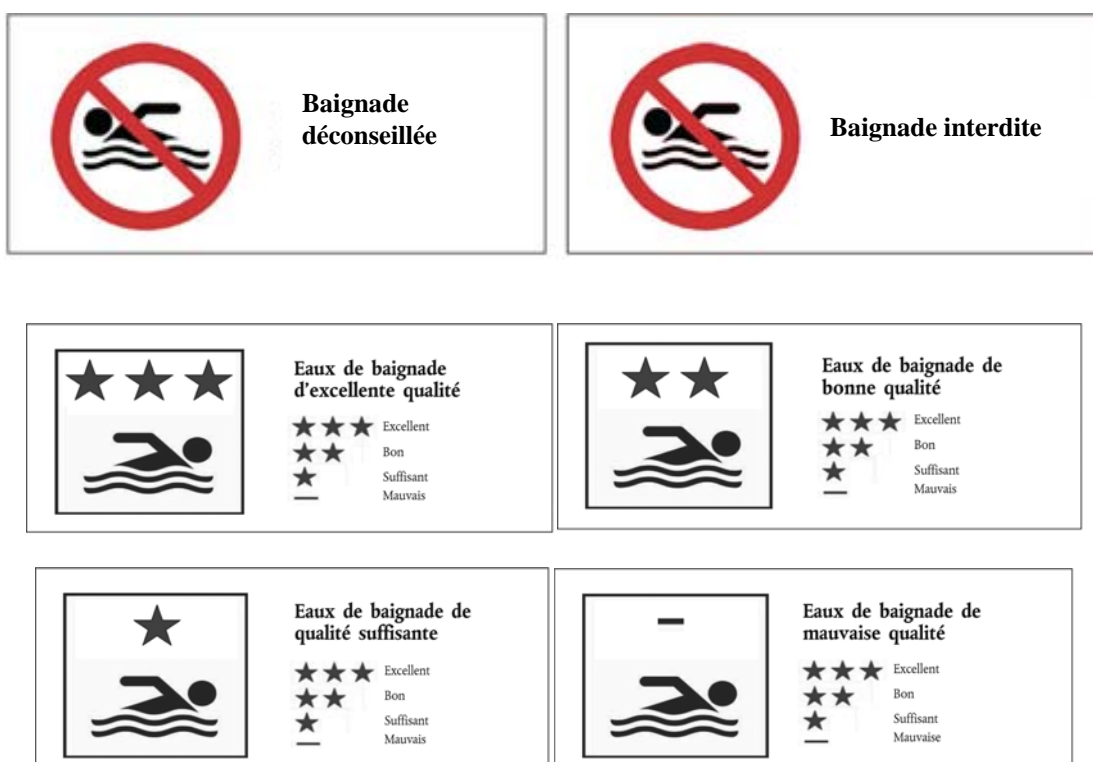 Baignade
déconseillée
Baignade interdite
Eaux de baignade
d'excellente qualité
Excellent
Bon
Suffisant
Mauvais
Eaux de baignade de
bonne qualité
Excellent
Bon
Suffisant
Mauvais
Eaux de baignade de
qualité suffisante
Excellent
Bon
Suffisant
Mauvais
Eaux de baignade de
mauvaise qualité
Excellent
Bon
Suffisant
Mauvaise